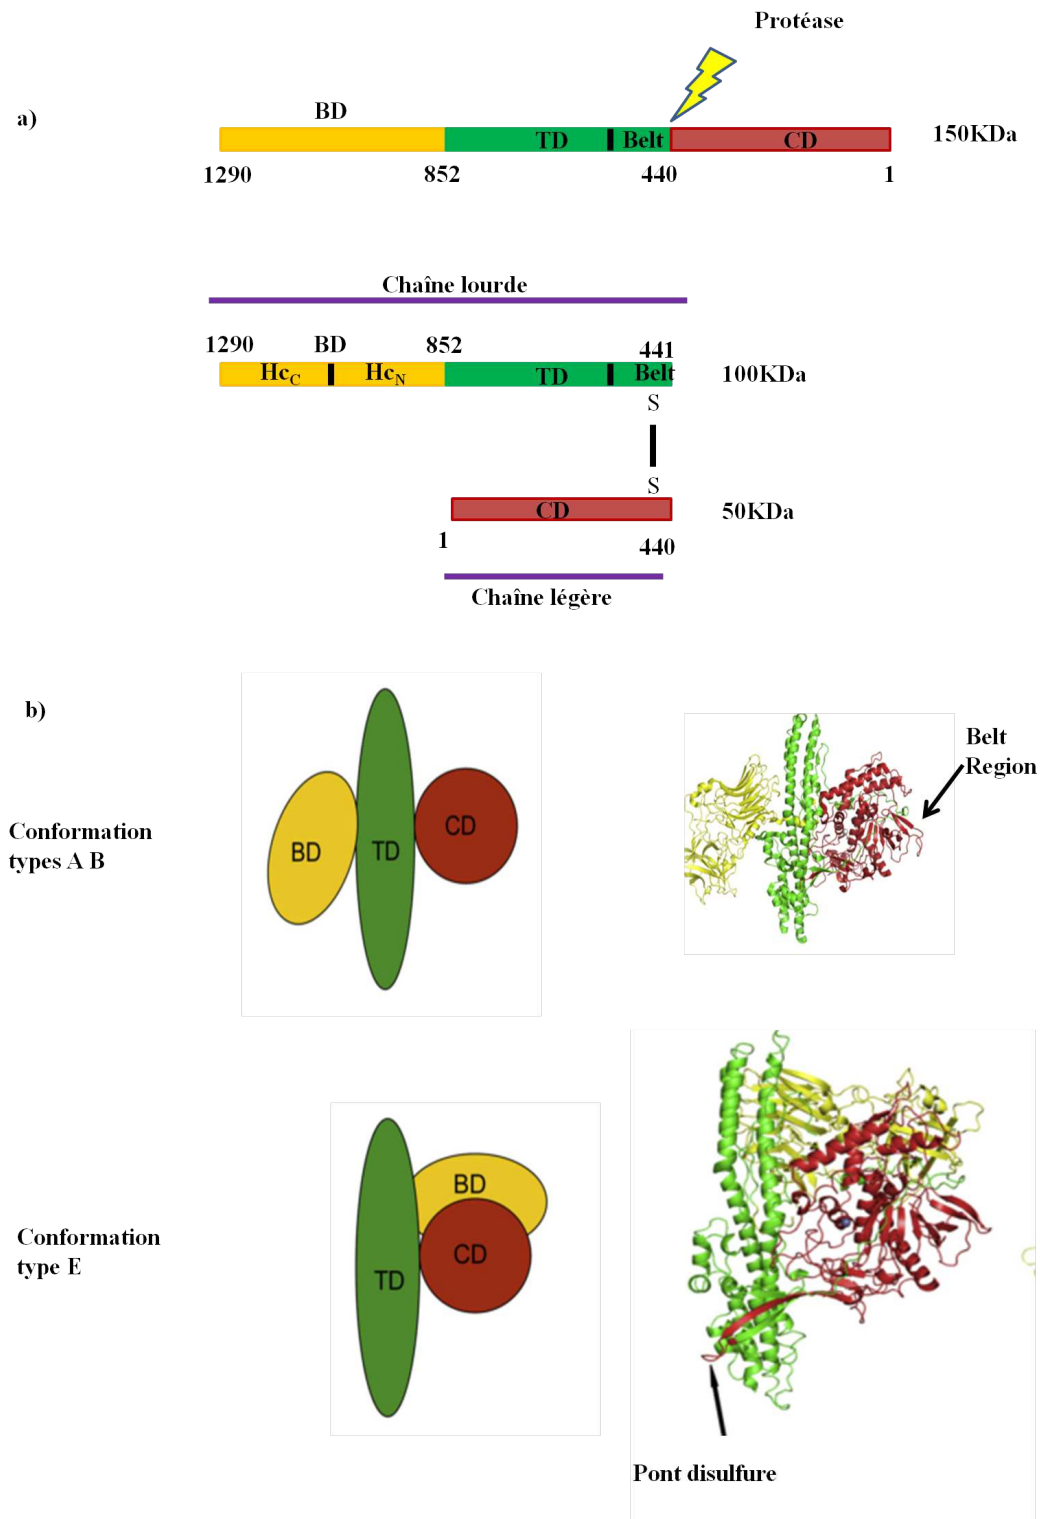 Protéase
a)
BD
TD
Belt
CD
150KDa
1290
852
440
1
Chaîne lourde
1290
BD
852
441
Hc_C
Hc_N
TD
Belt
100KDa
S
S
CD
50KDa
1
440
Chaîne légère
b)
Belt
Region
Conformation
types A B
BD
TD
CD
Conformation
type E
BD
CD
TD
Pont disulfure